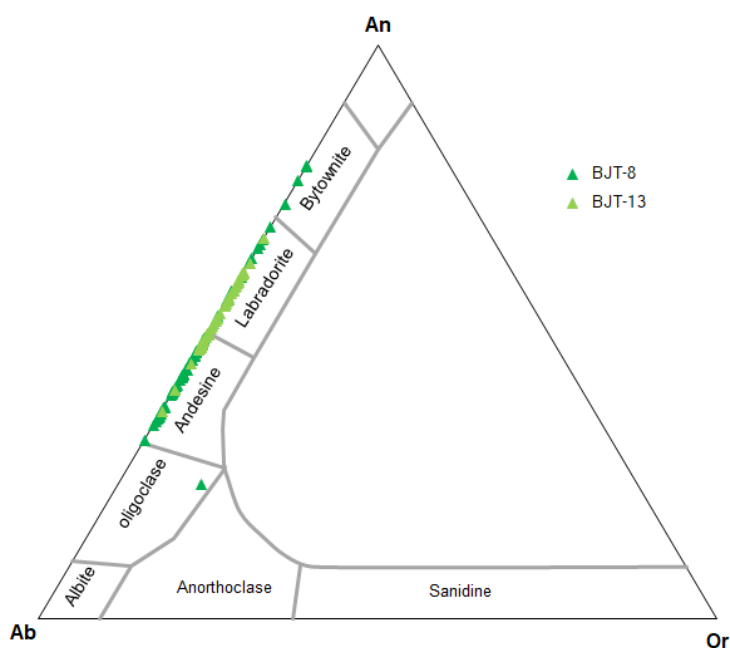 An
BJT-8
BJT-13
Bytownite
Labradorite
Andesine
oligoclase
Albite
Anorthoclase
Sanidine
Ab
Or